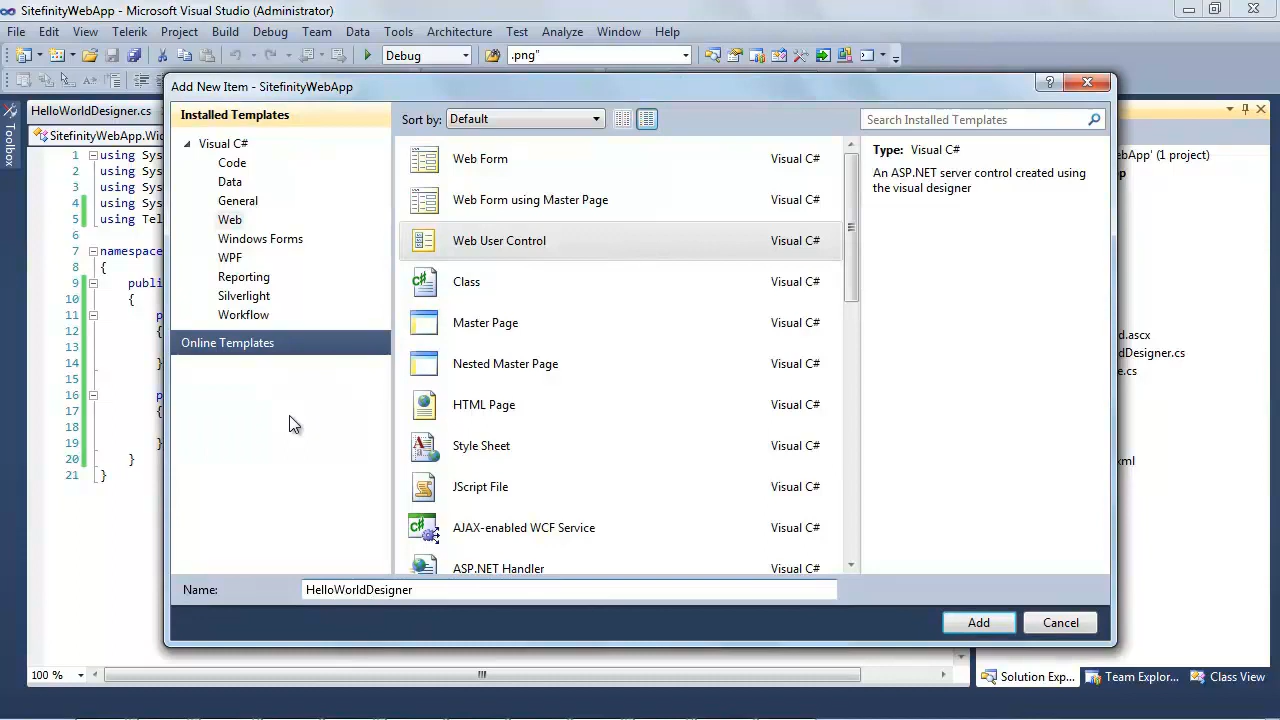 SitefinityWebApp - Microsoft Visual Studio (Administrator)
File Edit View Telerik Project Build Debug Team Data Tools Architecture Test Analyze Window Help
Debug .png"
Add New Item - SitefinityWebApp
HelloWorldDesigner.cs
Toolbox
SitefinityWebApp.Wid
Installed Templates
Sort by: Default
Search Installed Templates
Visual C#
Code
Data
General
Web
Windows Forms
WPF
Reporting
Silverlight
Workflow
Online Templates
Web Form Visual C#
Web Form using Master Page Visual C#
Web User Control Visual C#
Class Visual C#
Master Page Visual C#
Nested Master Page Visual C#
HTML Page Visual C#
Style Sheet Visual C#
JScript File Visual C#
AJAX-enabled WCF Service Visual C#
ASP.NET Handler Visual C#
Type: Visual C#
An ASP.NET server control created using
the visual designer
1 using Sys
2 using Sys
3 using Sys
4 using Sys
5 using Tel
6
7 namespace
8 {
9 publi
10 {
11 p
12 {
13
14 }
15
16 p
17 {
18
19 }
20 }
21 }
ebApp' (1 project)
pp
d.ascx
dDesigner.cs
e.cs
xml
Name: HelloWorldDesigner
Add Cancel
100 %
Solution Exp... Team Explor... Class View